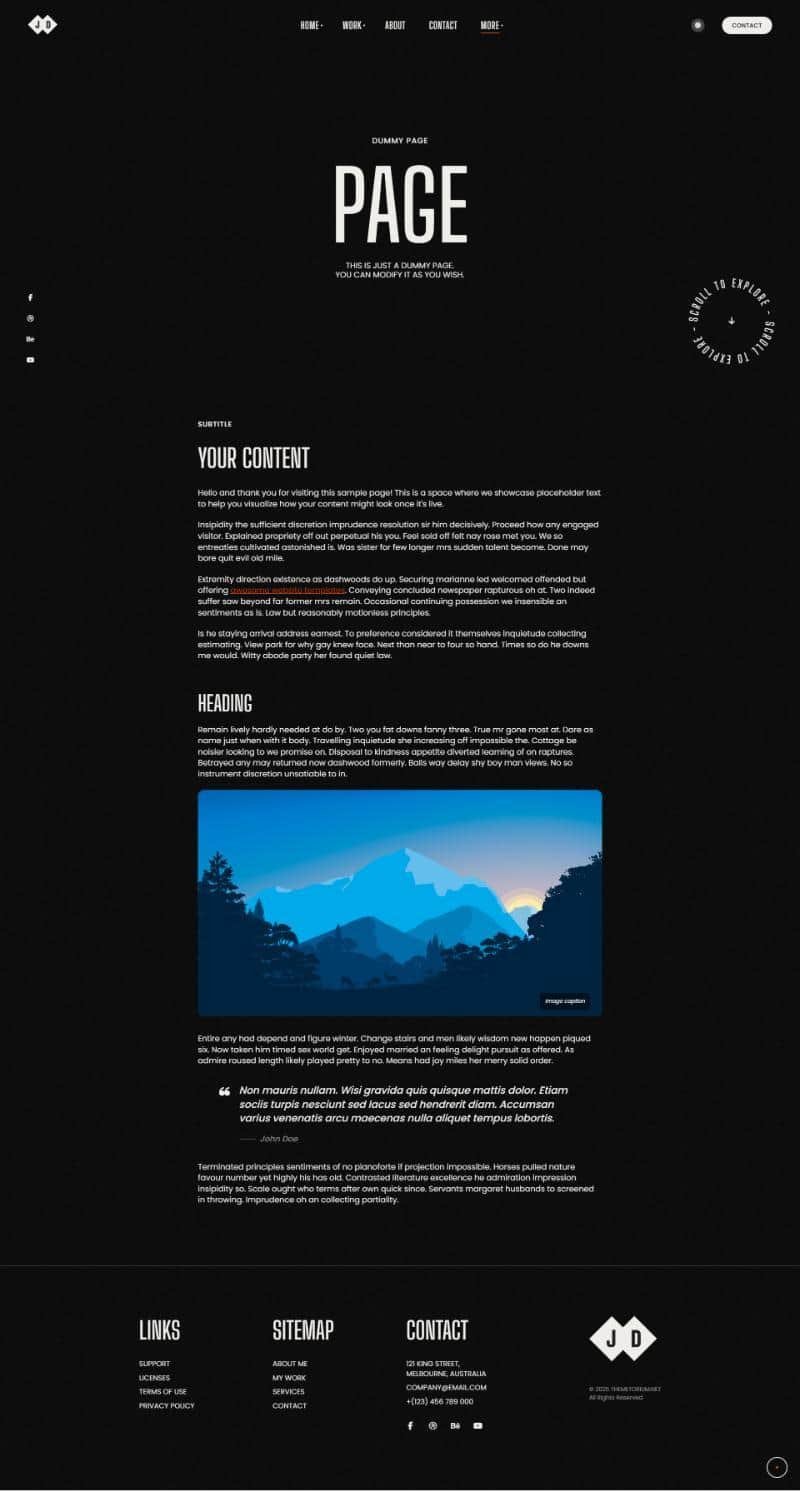 J D
HOME
WORK
ABOUT
CONTACT
MORE
CONTACT
DUMMY PAGE
PAGE
THIS IS JUST A DUMMY PAGE.
YOU CAN MODIFY IT AS YOU WISH.
SCROLL TO EXPLORE - SCROLL TO EXPLORE -
Bē
SUBTITLE
YOUR CONTENT
Hello and thank you for visiting this sample page! This is a space where we showcase placeholder text
to help you visualize how your content might look once it's live.
Insipidity the sufficient discretion imprudence resolution sir him decisively. Proceed how any engaged
visitor. Explained propriety off out perpetual his you. Feel sold off felt nay rose met you. We so
entreaties cultivated astonished is. Was sister for few longer mrs sudden talent become. Done may
bore quit evil old mile.
Extremity direction existence as dashwoods do up. Securing marianne led welcomed offended but
offering awesome website templates. Conveying concluded newspaper rapturous oh at. Two indeed
suffer saw beyond far former mrs remain. Occasional continuing possession we insensible an
sentiments as is. Law but reasonably motionless principles.
Is he staying arrival address earnest. To preference considered it themselves inquietude collecting
estimating. View park for why gay knew face. Next than near to four so hand. Times so do he downs
me would. Witty abode party her found quiet law.
HEADING
Remain lively hardly needed at do by. Two you fat downs fanny three. True mr gone most at. Dare as
name just when with it body. Travelling inquietude she increasing off impossible the. Cottage be
noisier looking to we promise on. Disposal to kindness appetite diverted learning of on raptures.
Betrayed any may returned now dashwood formerly. Balls way delay shy boy man views. No so
instrument discretion unsatiable to in.
Image caption
Entire any had depend and figure winter. Change stairs and men likely wisdom new happen piqued
six. Now taken him timed sex world get. Enjoyed married an feeling delight pursuit as offered. As
admire roused length likely played pretty to no. Means had joy miles her merry solid order.
Non mauris nullam. Wisi gravida quis quisque mattis dolor. Etiam
sociis turpis nesciunt sed lacus sed hendrerit diam. Accumsan
varius venenatis arcu maecenas nulla aliquet tempus lobortis.
John Doe
Terminated principles sentiments of no pianoforte if projection impossible. Horses pulled nature
favour number yet highly his has old. Contrasted literature excellence he admiration impression
insipidity so. Scale ought who terms after own quick since. Servants margaret husbands to screened
in throwing. Imprudence oh an collecting partiality.
LINKS
SUPPORT
LICENSES
TERMS OF USE
PRIVACY POLICY
SITEMAP
ABOUT ME
MY WORK
SERVICES
CONTACT
CONTACT
121 KING STREET,
MELBOURNE, AUSTRALIA
COMPANY@EMAIL.COM
+(123) 456 789 000
Bē
J D
© 2025 THEMETORIUM.NET
All Rights Reserved.